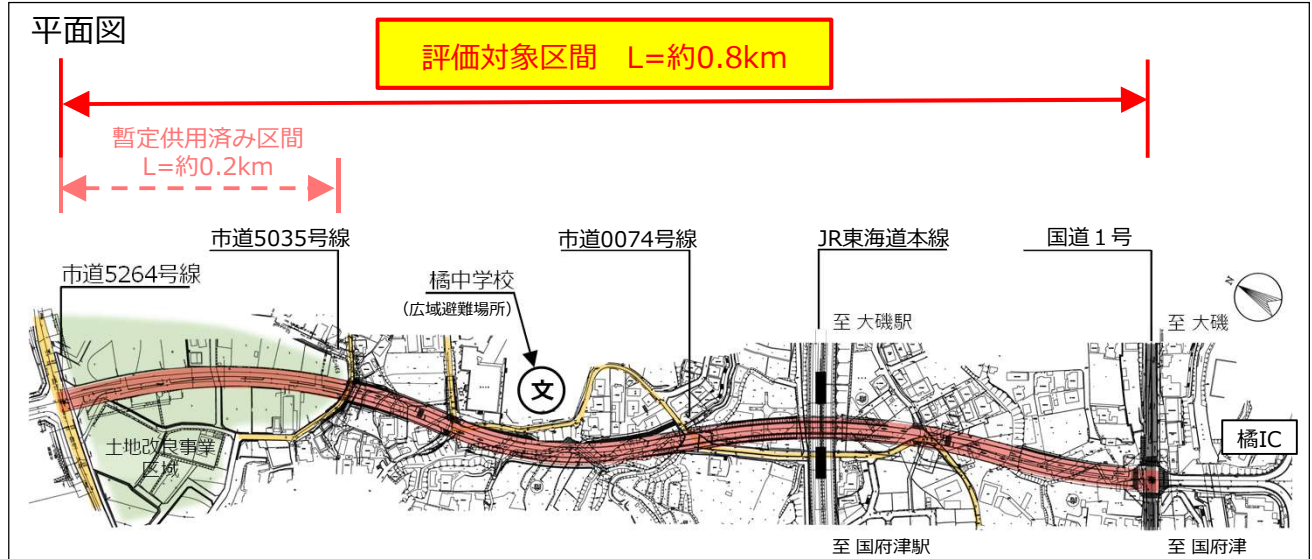 平面図
評価対象区間　L=約0.8km
暫定供用済み区間
L=約0.2km
市道5035号線
市道0074号線
JR東海道本線
国道１号
市道5264号線
橘中学校
（広域避難場所）
N
至 大磯駅
至 大磯
文
土地改良事業
区域
橘IC
至 国府津駅
至 国府津